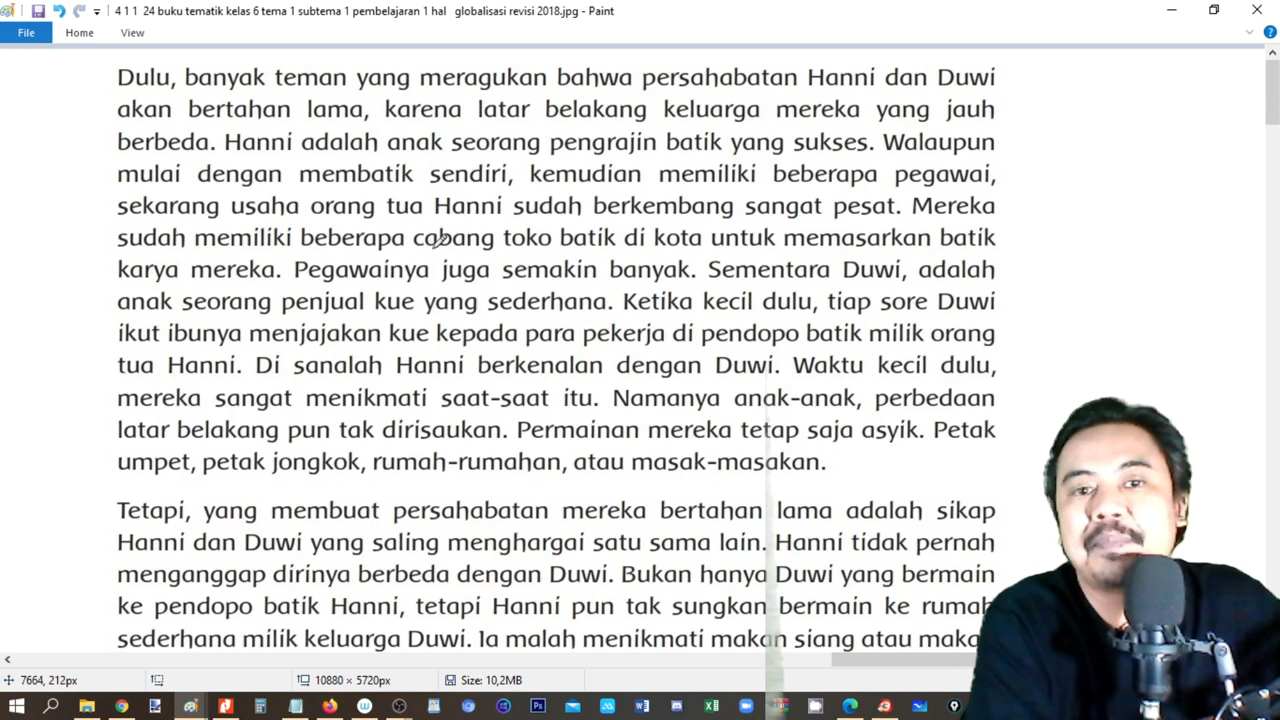 4 1 1 24 buku tematik kelas 6 tema 1 subtema 1 pembelajaran 1 hal globalisasi revisi 2018.jpg - Paint
File Home View
Dulu, banyak teman yang meragukan bahwa persahabatan Hanni dan Duwi
akan bertahan lama, karena latar belakang keluarga mereka yang jauh
berbeda. Hanni adalah anak seorang pengrajin batik yang sukses. Walaupun
mulai dengan membatik sendiri, kemudian memiliki beberapa pegawai,
sekarang usaha orang tua Hanni sudah berkembang sangat pesat. Mereka
sudah memiliki beberapa cabang toko batik di kota untuk memasarkan batik
karya mereka. Pegawainya juga semakin banyak. Sementara Duwi, adalah
anak seorang penjual kue yang sederhana. Ketika kecil dulu, tiap sore Duwi
ikut ibunya menjajakan kue kepada para pekerja di pendopo batik milik orang
tua Hanni. Di sanalah Hanni berkenalan dengan Duwi. Waktu kecil dulu,
mereka sangat menikmati saat-saat itu. Namanya anak-anak, perbedaan
latar belakang pun tak dirisaukan. Permainan mereka tetap saja asyik. Petak
umpet, petak jongkok, rumah-rumahan, atau masak-masakan.
Tetapi, yang membuat persahabatan mereka bertahan lama adalah sikap
Hanni dan Duwi yang saling menghargai satu sama lain. Hanni tidak pernah
menganggap dirinya berbeda dengan Duwi. Bukan hanya Duwi yang bermain
ke pendopo batik Hanni, tetapi Hanni pun tak sungkan bermain ke rumah
sederhana milik keluarga Duwi. Ia malah menikmati makan siang atau maka
7664, 212px 10880 × 5720px Size: 10,2MB